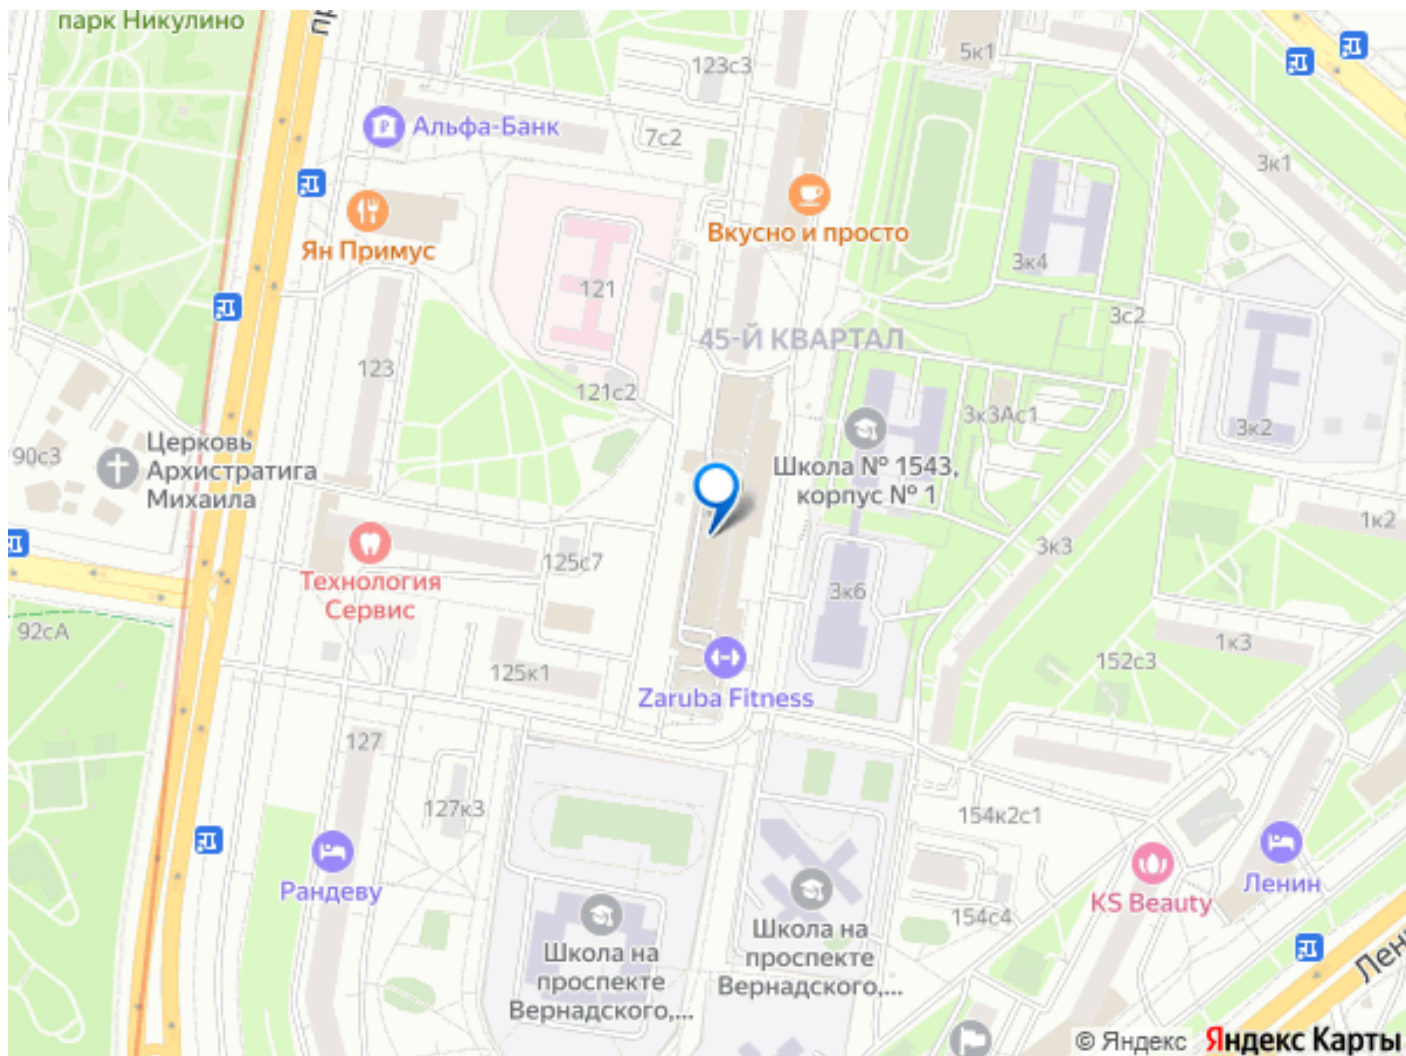 парк Никулино
Пр
5к1
123с3
Альфа-Банк
7с2
3к1
Вкусно и просто
Ян Примус
3к4
121
3с2
45-Й КВАРТАЛ
123
121с2
3к3Ас1
3к2
90с3
Церковь
Архистратига
Михаила
Школа № 1543,
корпус № 1
1к2
3к3
125с7
Технология
Сервис
3к6
92сА
1к3
152с3
125к1
Zaruba Fitness
127
127к3
154к2с1
Рандеву
Ленин
KS Beauty
154с4
Школа на
проспекте
Вернадского,...
Школа на
проспекте
Вернадского,...
Лени
© Яндекс Яндекс Карты